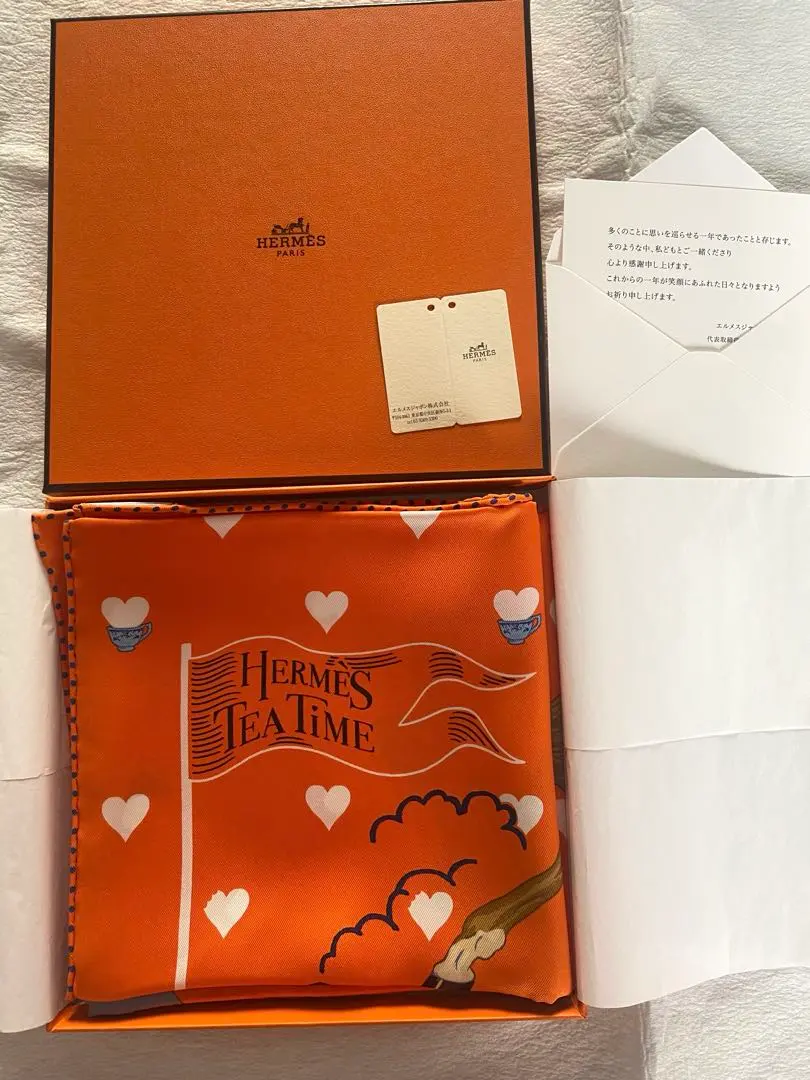 HERMÈS
PARIS
HERMÈS
PARIS
エルメスジャポン株式会社
多くのことに思いを巡らせる一年であったことと存じます。
そのような中、私どもとご一緒くださり
心より感謝申し上げます。
これからの一年が笑顔にあふれた日々となりますよう
お祈り申し上げます。
エルメスジャ
代表取締
HERMÈS
TEA TiME